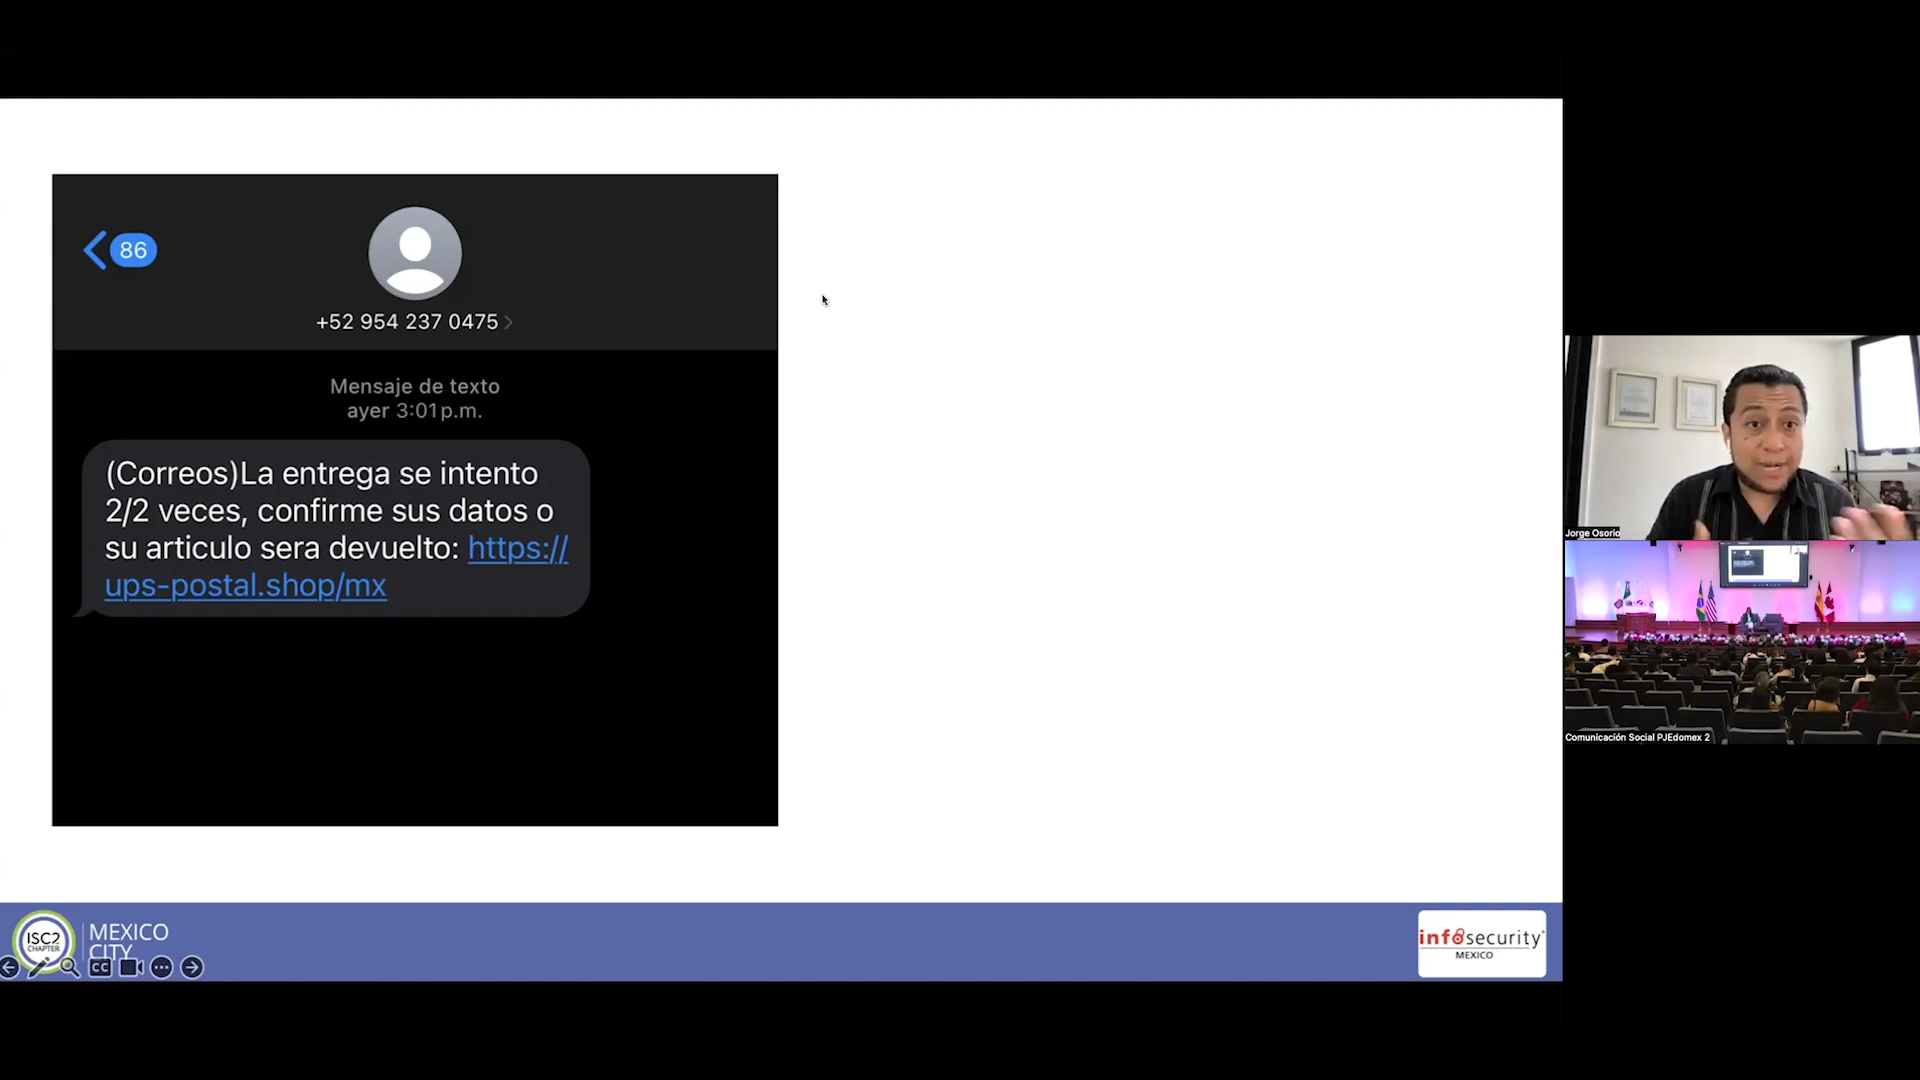 86
+52 954 237 0475
Mensaje de texto
ayer 3:01 p.m.
(Correos)La entrega se intento
2/2 veces, confirme sus datos o
su articulo sera devuelto: https://
ups-postal.shop/mx
Jorge Osorio
Comunicación Social PJEdomex 2
ISC2
CHAPTER
MEXICO
CITY
CC
infosecurity
MEXICO